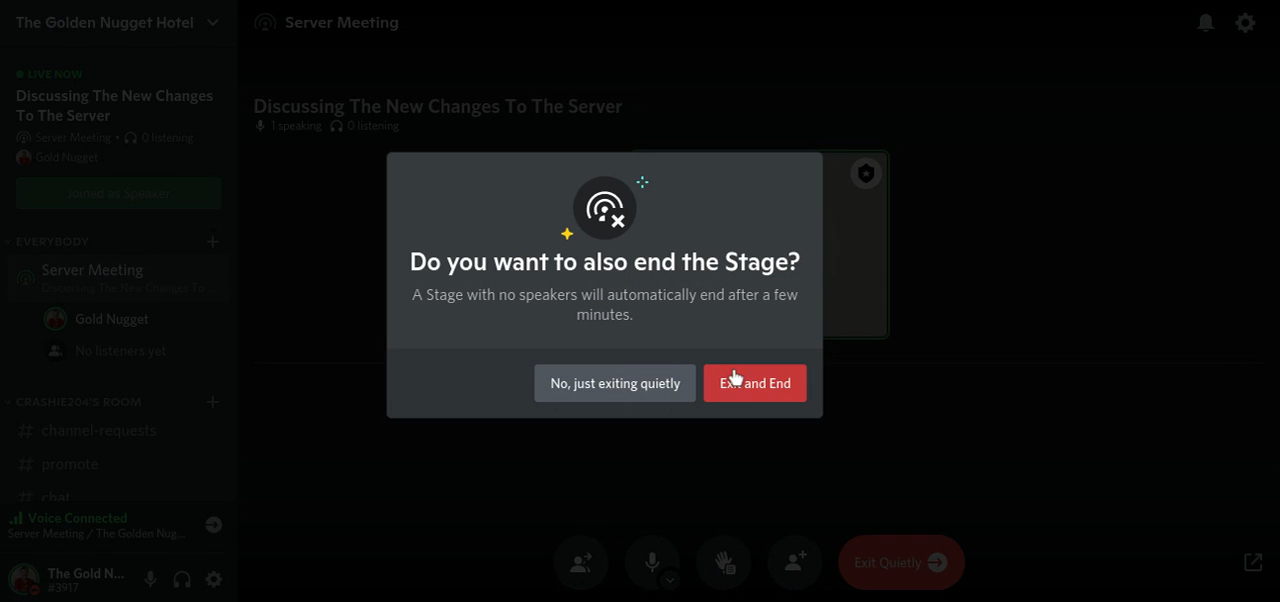 The Golden Nugget Hotel
Server Meeting
LIVE NOW
Discussing The New Changes
To The Server
Server Meeting • 0 listening
Gold Nugget
Joined as Speaker
EVERYBODY
Server Meeting
Discussing The New Changes To ...
Gold Nugget
No listeners yet
CRASHIE204'S ROOM
channel-requests
promote
chat
Voice Connected
Server Meeting / The Golden Nug...
The Gold N...
#3917
Discussing The New Changes To The Server
1 speaking 0 listening
Do you want to also end the Stage?
A Stage with no speakers will automatically end after a few
minutes.
No, just exiting quietly
Exit and End
Exit Quietly